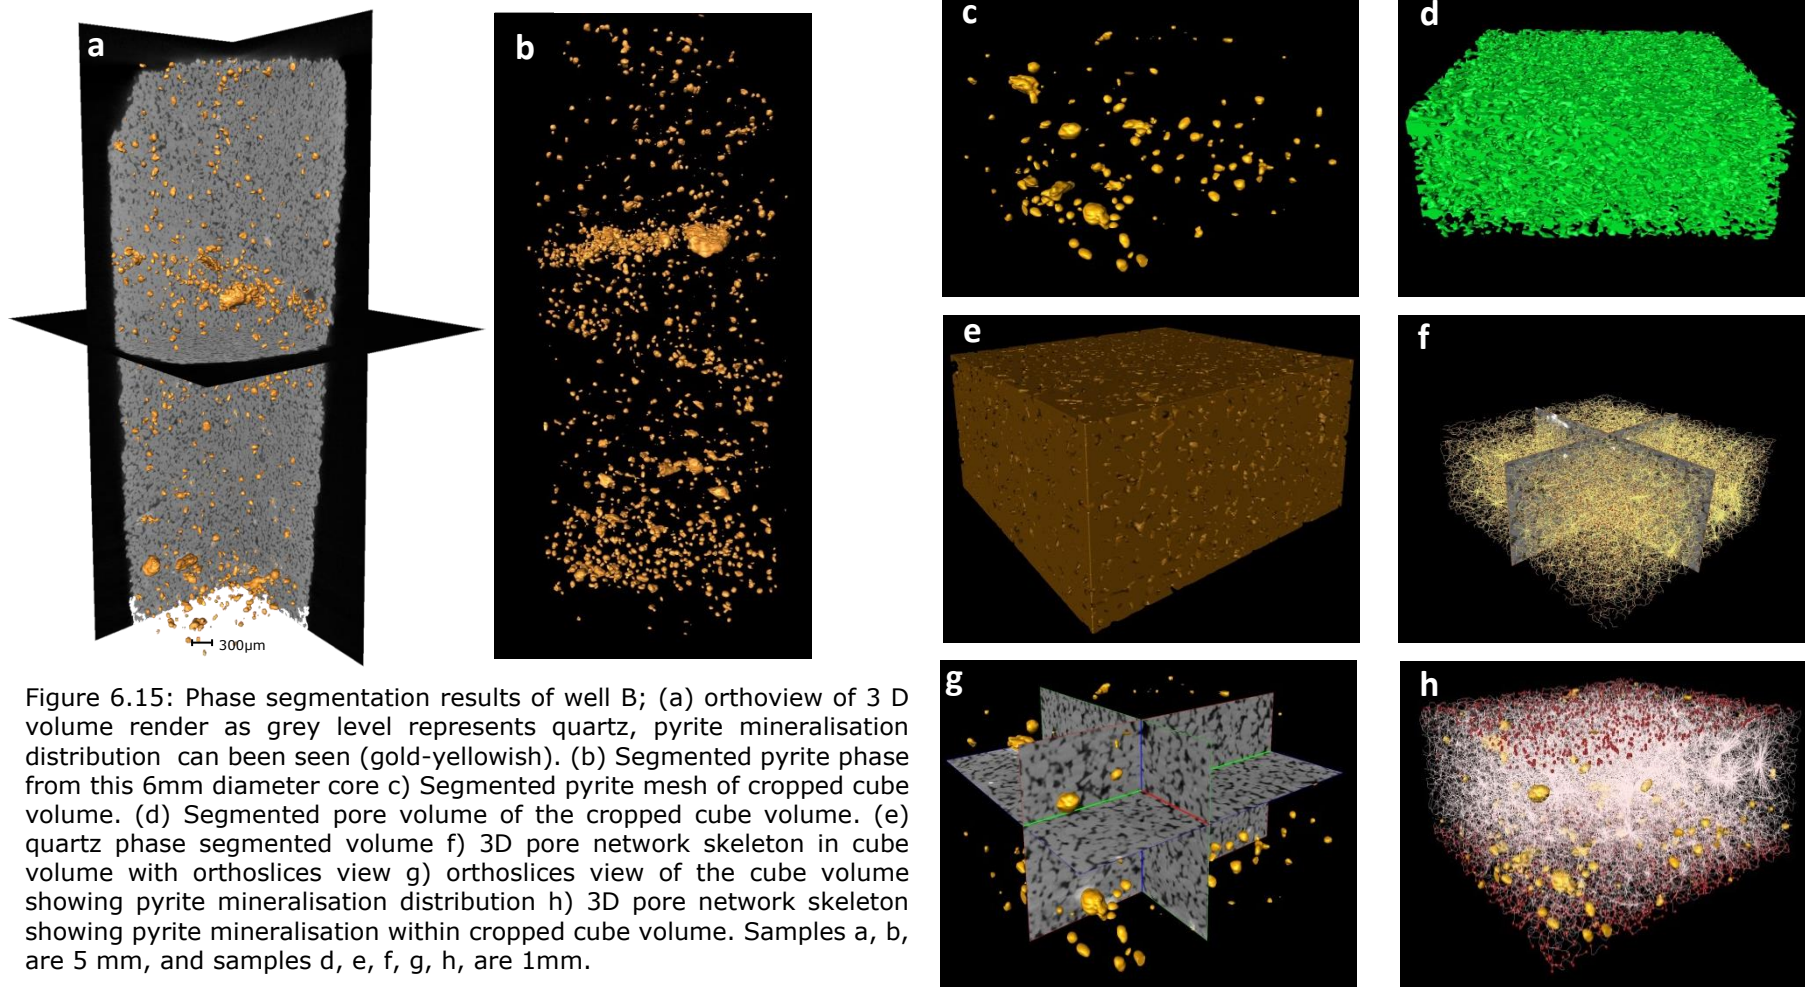 a
b
c
d
e
f
g
h
300µm
Figure 6.15: Phase segmentation results of well B; (a) orthoview of 3 D
volume render as grey level represents quartz, pyrite mineralisation
distribution can been seen (gold-yellowish). (b) Segmented pyrite phase
from this 6mm diameter core c) Segmented pyrite mesh of cropped cube
volume. (d) Segmented pore volume of the cropped cube volume. (e)
quartz phase segmented volume f) 3D pore network skeleton in cube
volume with orthoslices view g) orthoslices view of the cube volume
showing pyrite mineralisation distribution h) 3D pore network skeleton
showing pyrite mineralisation within cropped cube volume. Samples a, b,
are 5 mm, and samples d, e, f, g, h, are 1mm.